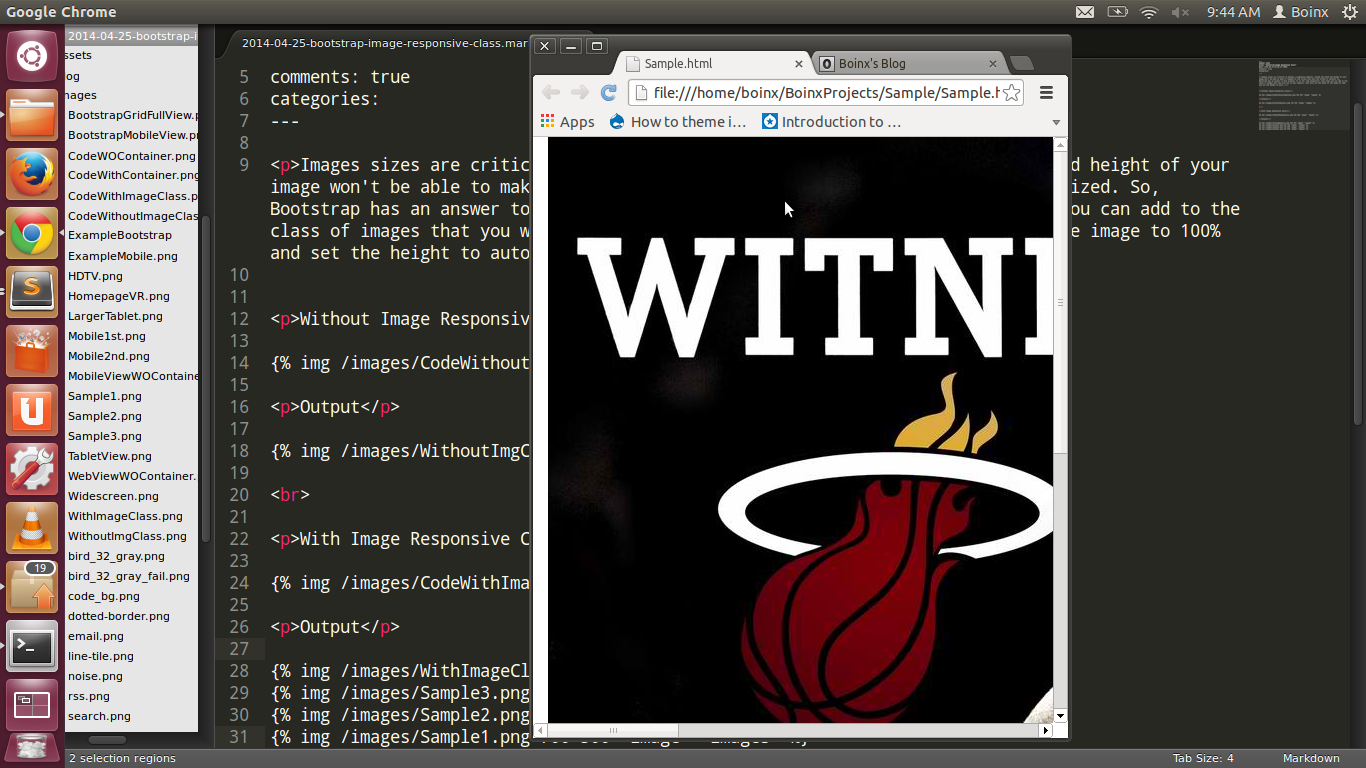 Google Chrome
9:44 AM
Boinx
2014-04-25-bootstrap-i
ssets
og
mages
BootstrapGridFullView.p
BootstrapMobileView.pn
CodeWOContainer.png
CodeWithContainer.png
CodeWithImageClass.p
CodeWithoutImageClas
ExampleBootstrap
ExampleMobile.png
HDTV.png
HomepageVR.png
LargerTablet.png
Mobile1st.png
Mobile2nd.png
MobileViewWOContaine
Sample1.png
Sample2.png
Sample3.png
TabletView.png
WebViewWOContainer.
Widescreen.png
WithImageClass.png
WithoutImgClass.png
bird_32_gray.png
bird_32_gray_fail.png
code_bg.png
dotted-border.png
email.png
line-tile.png
noise.png
rss.png
search.png
19
2014-04-25-bootstrap-image-responsive-class.mar
5 comments: true
6 categories:
7 ---
8
9 <p>Images sizes are critic d height of your
image won't be able to mak ized. So,
Bootstrap has an answer to ou can add to the
class of images that you w e image to 100%
and set the height to auto
10
11
12 <p>Without Image Responsiv
13
14 {% img /images/CodeWithout
15
16 <p>Output</p>
17
18 {% img /images/WithoutImgC
19
20 <br>
21
22 <p>With Image Responsive C
23
24 {% img /images/CodeWithIma
25
26 <p>Output</p>
27
28 {% img /images/WithImageCl
29 {% img /images/Sample3.png
30 {% img /images/Sample2.png
31 {% img /images/Sample1.png
Sample.html
Boinx's Blog
file:///home/boinx/BoinxProjects/Sample/Sample.h
Apps
How to theme i...
Introduction to ...
WITNE
2 selection regions
Tab Size: 4
Markdown